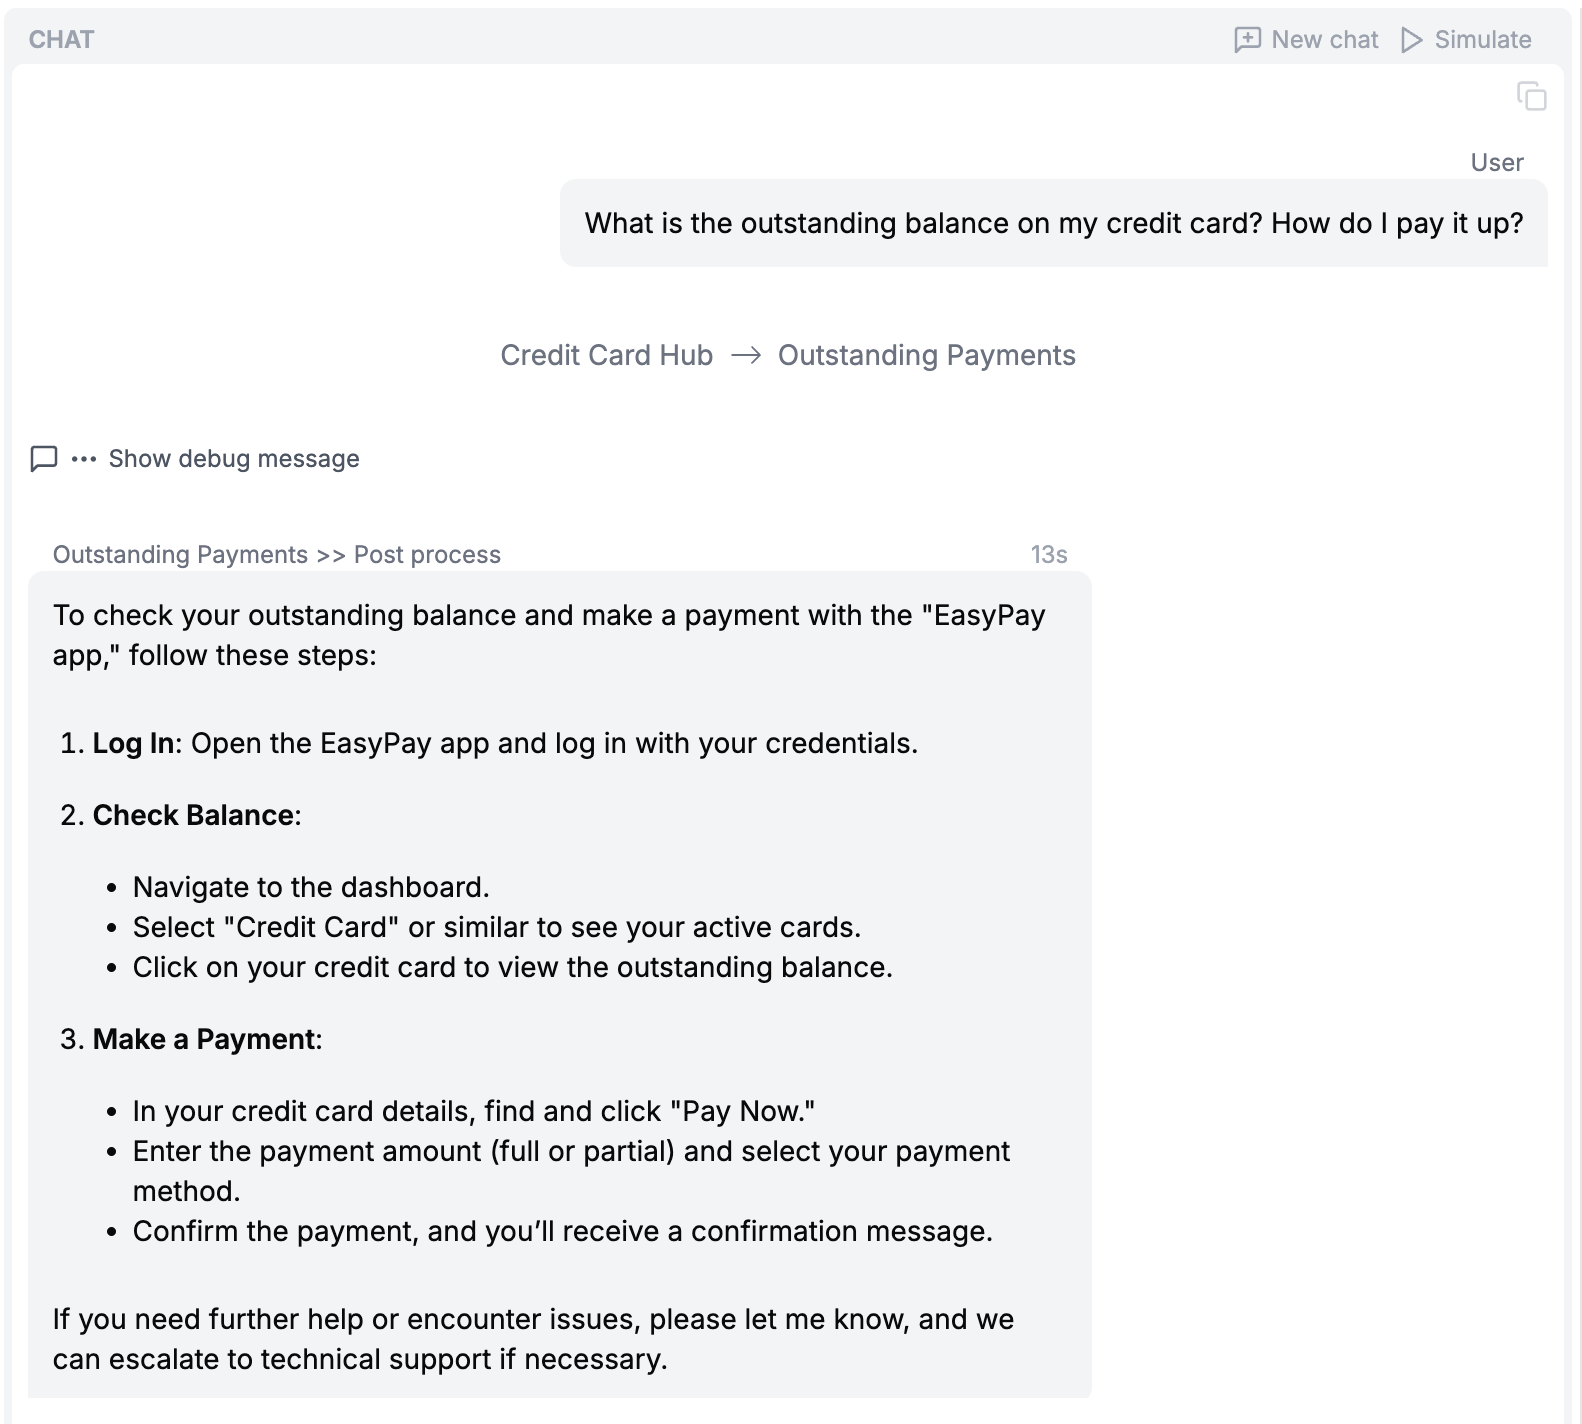 CHAT
New chat
Simulate
User
What is the outstanding balance on my credit card? How do I pay it up?
Credit Card Hub → Outstanding Payments
••• Show debug message
Outstanding Payments >> Post process
13s
To check your outstanding balance and make a payment with the "EasyPay
app," follow these steps:
1. Log In: Open the EasyPay app and log in with your credentials.
2. Check Balance:
• Navigate to the dashboard.
• Select "Credit Card" or similar to see your active cards.
• Click on your credit card to view the outstanding balance.
3. Make a Payment:
• In your credit card details, find and click "Pay Now."
• Enter the payment amount (full or partial) and select your payment
method.
• Confirm the payment, and you’ll receive a confirmation message.
If you need further help or encounter issues, please let me know, and we
can escalate to technical support if necessary.